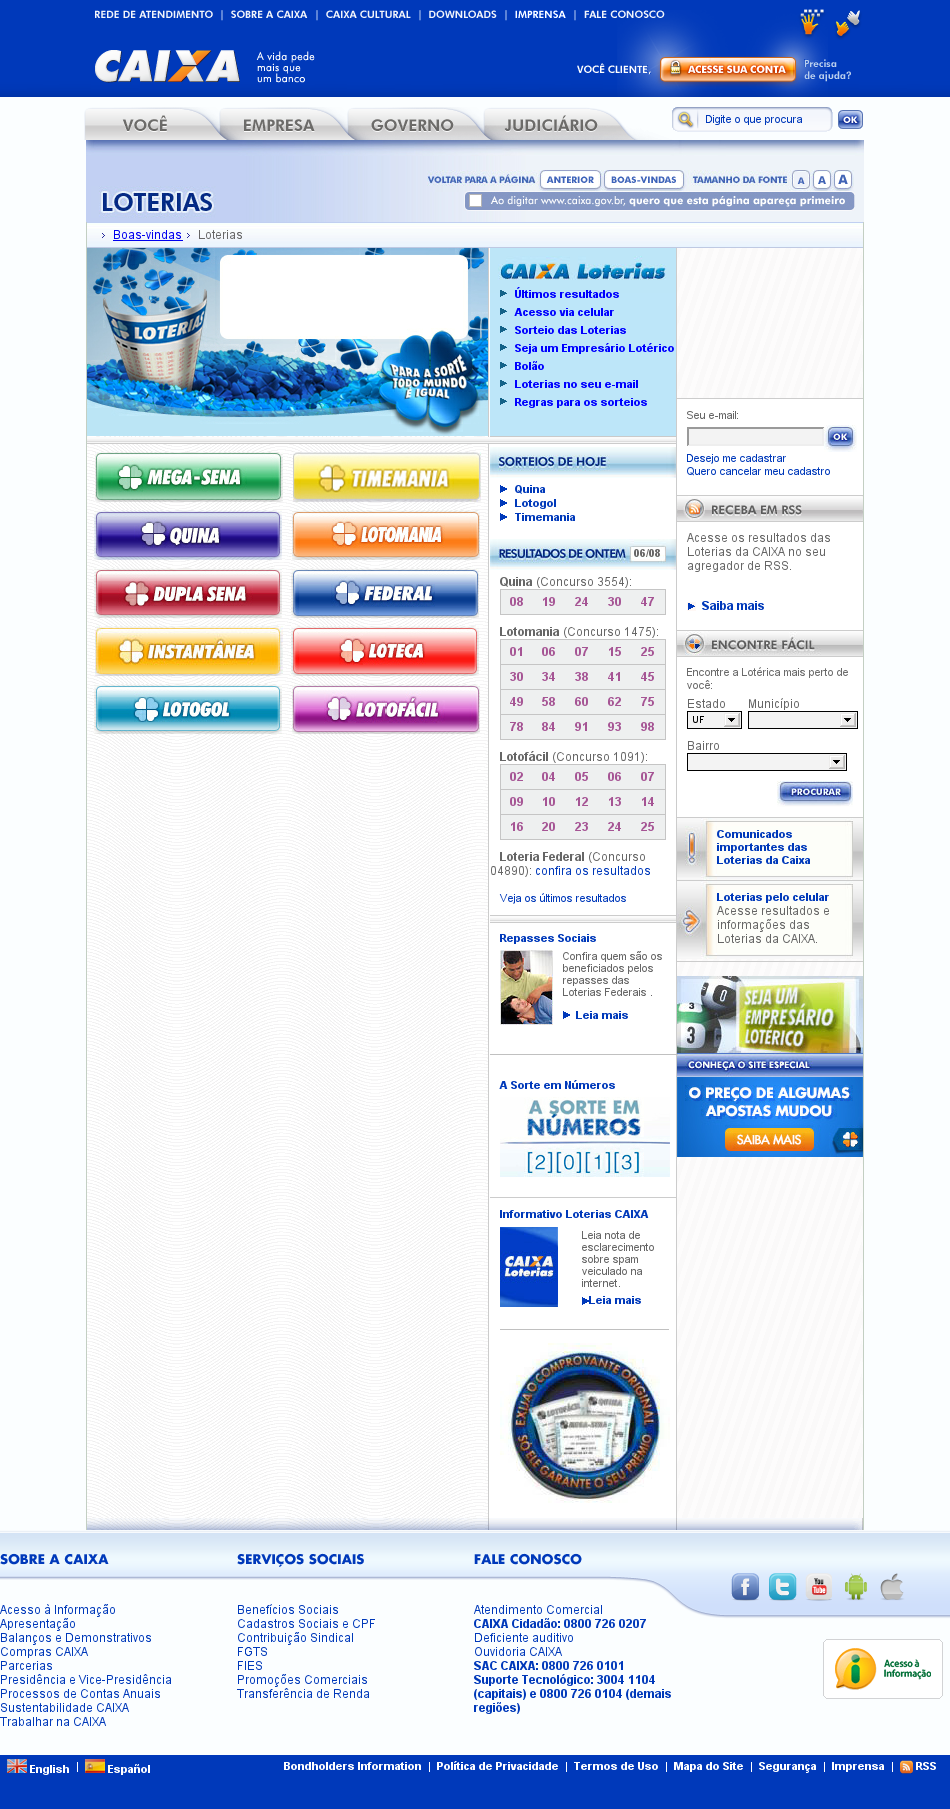 REDE DE ATENDIMENTO | SOBRE A CAIXA | CAIXA CULTURAL | DOWNLOADS | IMPRENSA | FALE CONOSCO
CAIXA
A vida pede
mais que
um banco
VOCÊ CLIENTE,
ACESSE SUA CONTA
Precisa
de ajuda?
VOCÊ
EMPRESA
GOVERNO
JUDICIÁRIO
Digite o que procura
OK
LOTERIAS
VOLTAR PARA A PÁGINA
ANTERIOR
BOAS-VINDAS
TAMANHO DA FONTE
A
A
A
Ao digitar www.caixa.gov.br, quero que esta página apareça primeiro
Boas-vindas
Loterias
LOTERIAS
PARA A SORTE
TODO MUNDO
É IGUAL
CAIXA Loterias
Últimos resultados
Acesso via celular
Sorteio das Loterias
Seja um Empresário Lotérico
Bolão
Loterias no seu e-mail
Regras para os sorteios
MEGA-SENA
TIMEMANIA
QUINA
LOTOMANIA
DUPLA SENA
FEDERAL
INSTANTÂNEA
LOTECA
LOTOGOL
LOTOFÁCIL
SORTEIOS DE HOJE
Quina
Lotogol
Timemania
RESULTADOS DE ONTEM 06/08
Quina (Concurso 3554):
08 19 24 30 47
Lotomania (Concurso 1475):
01 06 07 15 25
30 34 38 41 45
49 58 60 62 75
78 84 91 93 98
Lotofácil (Concurso 1091):
02 04 05 06 07
09 10 12 13 14
16 20 23 24 25
Loteria Federal (Concurso
04890): confira os resultados
Veja os últimos resultados
Repasses Sociais
Confira quem são os
beneficiados pelos
repasses das
Loterias Federais .
Leia mais
A Sorte em Números
A SORTE EM
NÚMEROS
[2][0][1][3]
Informativo Loterias CAIXA
CAIXA
Loterias
Leia nota de
esclarecimento
sobre spam
veiculado na
internet.
Leia mais
EXIJA O COMPROVANTE ORIGINAL
LOTOFÁCIL
MEGA-SENA
SÓ ELE GARANTE O SEU PRÊMIO
Seu e-mail:
OK
Desejo me cadastrar
Quero cancelar meu cadastro
RECEBA EM RSS
Acesse os resultados das
Loterias da CAIXA no seu
agregador de RSS.
Saiba mais
ENCONTRE FÁCIL
Encontre a Lotérica mais perto de
você:
Estado
Município
UF
Bairro
PROCURAR
Comunicados
importantes das
Loterias da Caixa
Loterias pelo celular
Acesse resultados e
informações das
Loterias da CAIXA.
0
3
3
SEJA UM
EMPRESÁRIO
LOTÉRICO
CONHEÇA O SITE ESPECIAL
O PREÇO DE ALGUMAS
APOSTAS MUDOU
SAIBA MAIS
SOBRE A CAIXA
Acesso à Informação
Apresentação
Balanços e Demonstrativos
Compras CAIXA
Parcerias
Presidência e Vice-Presidência
Processos de Contas Anuais
Sustentabilidade CAIXA
Trabalhar na CAIXA
SERVIÇOS SOCIAIS
Benefícios Sociais
Cadastros Sociais e CPF
Contribuição Sindical
FGTS
FIES
Promoções Comerciais
Transferência de Renda
FALE CONOSCO
Atendimento Comercial
CAIXA Cidadão: 0800 726 0207
Deficiente auditivo
Ouvidoria CAIXA
SAC CAIXA: 0800 726 0101
Suporte Tecnológico: 3004 1104
(capitais) e 0800 726 0104 (demais
regiões)
f
t
You
Tube
i
Acesso à
Informação
English | Español
Bondholders Information | Política de Privacidade | Termos de Uso | Mapa do Site | Segurança | Imprensa | RSS